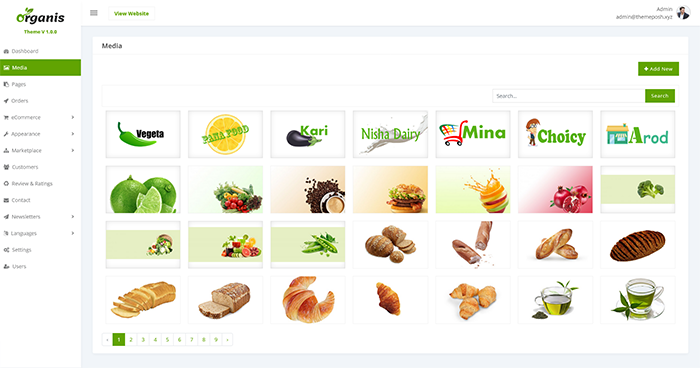 Organis
Theme V 1.0.0
View Website
Admin
admin@themeposh.xyz
Dashboard
Media
Pages
Orders
eCommerce
Appearance
Marketplace
Customers
Review & Ratings
Contact
Newsletters
Languages
Settings
Users
Media
+ Add New
Search...
Search
Vegeta
PANA FOOD
Kari
Nisha Dairy
Mina
Choicy
Arod
‹ 1 2 3 4 5 6 7 8 9 ›